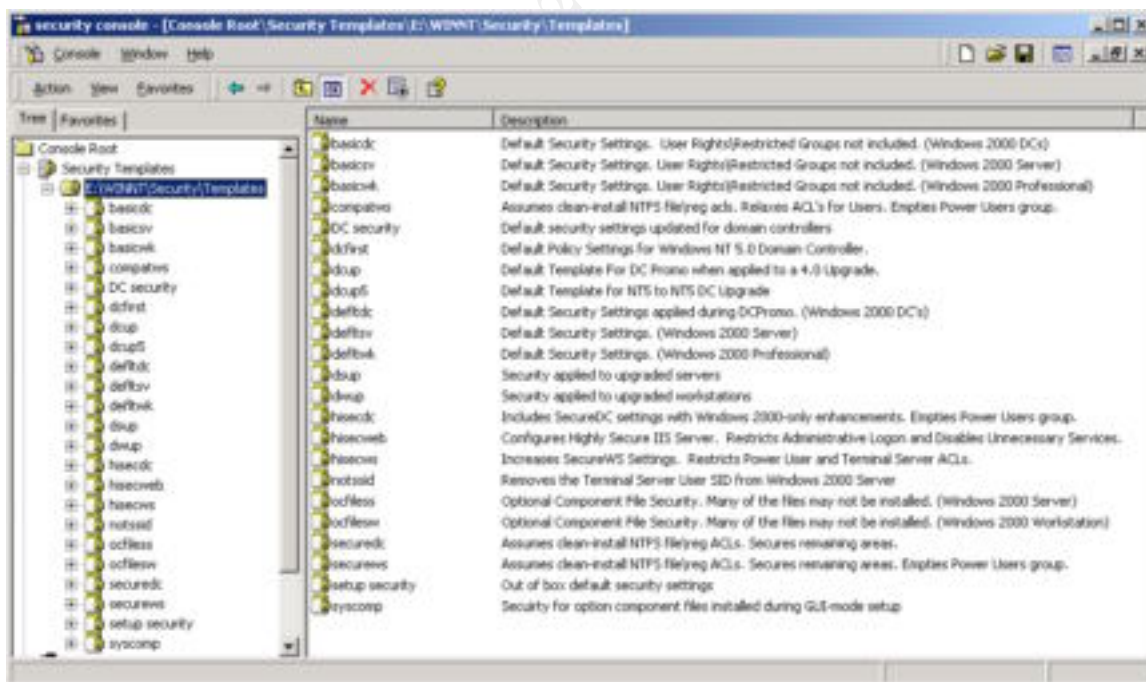 security console - [Console Root\Security Templates\E:\WINNT\Security\Templates]
Console Window Help
Action View Favorites
Tree Favorites
Name Description
Console Root
Security Templates
E:\WINNT\Security\Templates
basicdc
basicsv
basicwk
compatws
DC security
dcfirst
dcup
dcup5
defltdc
defltsv
defltwk
dsup
dwup
hisecdc
hisecweb
hisecws
notssid
ocfiless
ocfilesw
securedc
securews
setup security
syscomp
basicdc Default Security Settings. User Rights\Restricted Groups not included. (Windows 2000 DCs)
basicsv Default Security Settings. User Rights\Restricted Groups not included. (Windows 2000 Server)
basicwk Default Security Settings. User Rights\Restricted Groups not included. (Windows 2000 Professional)
compatws Assumes clean-install NTFS file\reg acls. Relaxes ACL's for Users. Empties Power Users group.
DC security Default security settings updated for domain controllers
dcfirst Default Policy Settings for Windows NT 5.0 Domain Controller.
dcup Default Template For DC Promo when applied to a 4.0 Upgrade.
dcup5 Default Template for NT5 to NT5 DC Upgrade
defltdc Default Security Settings applied during DCPromo. (Windows 2000 DC's)
defltsv Default Security Settings. (Windows 2000 Server)
defltwk Default Security Settings. (Windows 2000 Professional)
dsup Security applied to upgraded servers
dwup Security applied to upgraded workstations
hisecdc Includes SecureDC settings with Windows 2000-only enhancements. Empties Power Users group.
hisecweb Configures Highly Secure IIS Server. Restricts Administrative Logon and Disables Unnecessary Services.
hisecws Increases SecureWS Settings. Restricts Power User and Terminal Server ACLs.
notssid Removes the Terminal Server User SID from Windows 2000 Server
ocfiless Optional Component File Security. Many of the files may not be installed. (Windows 2000 Server)
ocfilesw Optional Component File Security. Many of the files may not be installed. (Windows 2000 Workstation)
securedc Assumes clean-install NTFS file\reg ACLs. Secures remaining areas.
securews Assumes clean-install NTFS file\reg ACLs. Secures remaining areas. Empties Power Users group.
setup security Out of box default security settings
syscomp Secuirty for option component files installed during GUI-mode setup